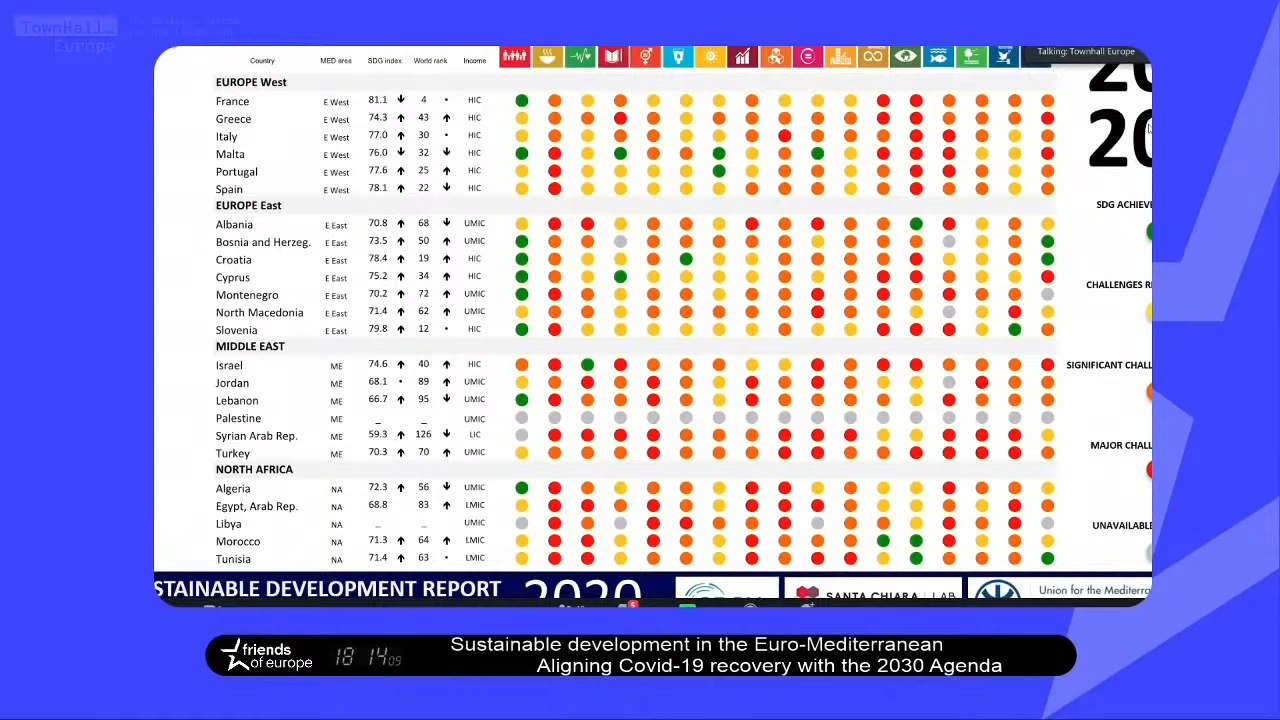 TownHall_
Europe
Talking: Townhall Europe
Country MED area SDG index World rank Income
EUROPE West
France E West 81.1 4 HIC
Greece E West 74.3 43 HIC
Italy E West 77.0 30 HIC
Malta E West 76.0 32 HIC
Portugal E West 77.6 25 HIC
Spain E West 78.1 22 HIC
EUROPE East
Albania E East 70.8 68 UMIC
Bosnia and Herzeg. E East 73.5 50 UMIC
Croatia E East 78.4 19 HIC
Cyprus E East 75.2 34 HIC
Montenegro E East 70.2 72 UMIC
North Macedonia E East 71.4 62 UMIC
Slovenia E East 79.8 12 HIC
MIDDLE EAST
Israel ME 74.6 40 HIC
Jordan ME 68.1 89 UMIC
Lebanon ME 66.7 95 UMIC
Palestine ME _ _ UMIC
Syrian Arab Rep. ME 59.3 126 LIC
Turkey ME 70.3 70 UMIC
NORTH AFRICA
Algeria NA 72.3 56 UMIC
Egypt, Arab Rep. NA 68.8 83 LMIC
Libya NA _ _ UMIC
Morocco NA 71.3 64 LMIC
Tunisia NA 71.4 63 LMIC
20
20
SDG ACHIEVE
CHALLENGES RE
SIGNIFICANT CHALL
MAJOR CHALL
UNAVAILABLE
STAINABLE DEVELOPMENT REPORT 2020
SANTA CHIARA | LAB
Union for the Mediterra
friends
of europe
18 14 09
Sustainable development in the Euro-Mediterranean
Aligning Covid-19 recovery with the 2030 Agenda